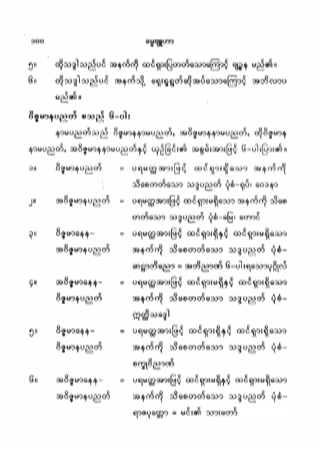 ၁၀၀
၅။ ထိုသဒ္ဒါသည်ပင် အနက်ကို ထင်ရှားပြတတ်သောကြောင့် ဗျဉ္ဇန မည်၏။
၆။ ထိုသဒ္ဒါသည်ပင် အနက်သို့ ရှေးရှုရွတ်ဆိုအပ်သောကြောင့် အဘိလာပ
မည်၏။
ဝိဇ္ဇမာနပညတ် စသည် ၆-ပါး
နာမပညတ်သည် ဝိဇ္ဇမာနနာမပညတ်, အဝိဇ္ဇမာနနာမပညတ်, ထိုဝိဇ္ဇမာန
နာမပညတ်, အဝိဇ္ဇမာနနာမပညတ်နှင့် ယှဉ်ခြင်း၏ အစွမ်းအားဖြင့် ၆-ပါးပြား၏။
၁။ ဝိဇ္ဇမာနပညတ် = ပရမတ္ထအားဖြင့် ထင်ရှားရှိသော အနက်ကို
သိစေတတ်သော သဒ္ဒပညတ် ပုံစံ-ရုပ်၊ ဝေဒနာ
၂။ အဝိဇ္ဇမာနပညတ် = ပရမတ္ထအားဖြင့် ထင်ရှားမရှိသော အနက်ကို သိစေ
တတ်သော သဒ္ဒပညတ် ပုံစံ-မြေ၊ တောင်
၃။ ဝိဇ္ဇမာနေန- = ပရမတ္ထအားဖြင့် ထင်ရှားရှိနှင့် ထင်ရှားမရှိသော
အဝိဇ္ဇမာနပညတ် အနက်ကို သိစေတတ်သော သဒ္ဒပညတ် ပုံစံ-
ဆဠာဘိညော = အဘိညာဏ် ၆-ပါးရသောပုဂ္ဂိုလ်
၄။ အဝိဇ္ဇမာနေန- = ပရမတ္ထအားဖြင့် ထင်ရှားမရှိနှင့် ထင်ရှားရှိသော
ဝိဇ္ဇမာနပညတ် အနက်ကို သိစေတတ်သော သဒ္ဒပညတ် ပုံစံ-
ဣတ္ထိသဒ္ဒေါ
၅။ ဝိဇ္ဇမာနေန- = ပရမတ္ထအားဖြင့် ထင်ရှားရှိနှင့် ထင်ရှားရှိသော
ဝိဇ္ဇမာနပညတ် အနက်ကို သိစေတတ်သော သဒ္ဒပညတ် ပုံစံ-
စက္ခုဝိညာဏ်
၆။ အဝိဇ္ဇမာနေန- = ပရမတ္ထအားဖြင့် ထင်ရှားမရှိနှင့် ထင်ရှားမရှိသော
အဝိဇ္ဇမာနပညတ် အနက်ကို သိစေတတ်သော သဒ္ဒပညတ် ပုံစံ-
ရာဇပုတ္တော = မင်း၏ သားတော်